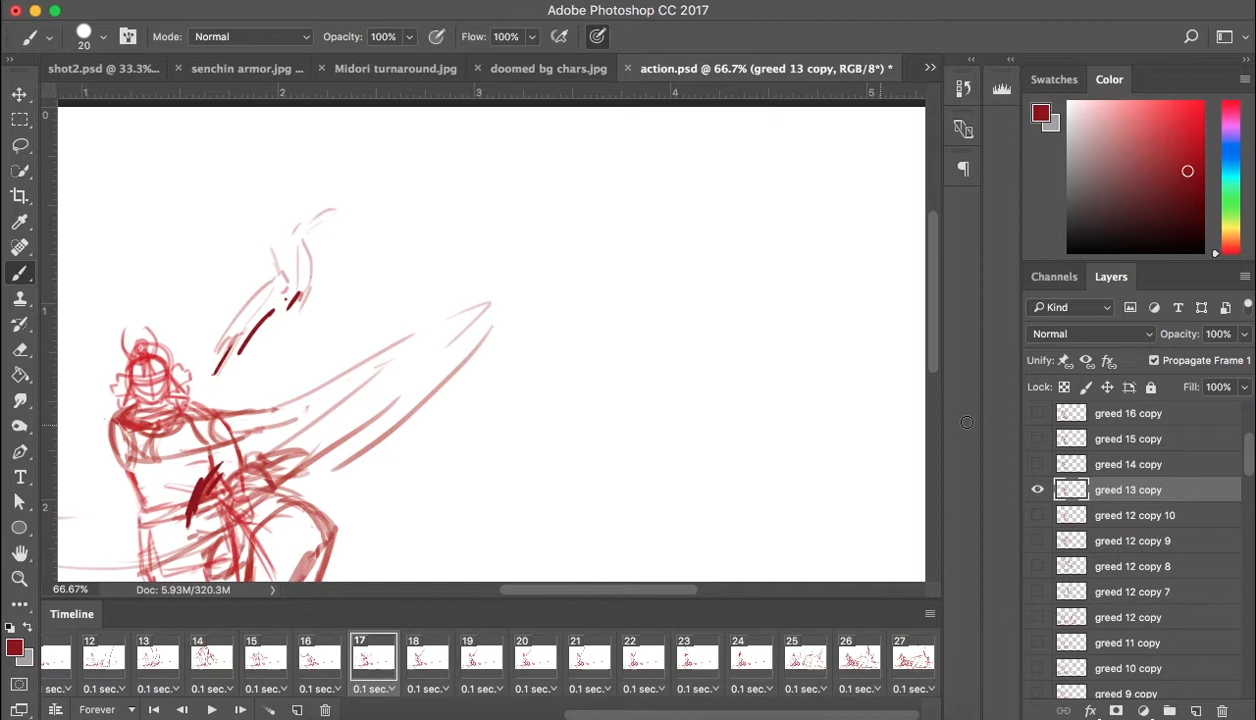 Adobe Photoshop CC 2017
20 Mode: Normal Opacity: 100% Flow: 100%
shot2.psd @ 33.3%... × senchin armor.jpg ... × Midori turnaround.jpg × doomed bg chars.jpg × action.psd @ 66.7% (greed 13 copy, RGB/8*) *
1 2 3 4 5
0
1
2
Swatches Color
Channels Layers
Kind
Normal Opacity: 100%
Unify: Propagate Frame 1
Lock: Fill: 100%
greed 16 copy
greed 15 copy
greed 14 copy
greed 13 copy
greed 12 copy 10
greed 12 copy 9
greed 12 copy 8
greed 12 copy 7
greed 12 copy
greed 11 copy
greed 10 copy
greed 9 copy
66.67% Doc: 5.93M/320.3M
Timeline
12 13 14 15 16 17 18 19 20 21 22 23 24 25 26 27
0.1 sec. 0.1 sec. 0.1 sec. 0.1 sec. 0.1 sec. 0.1 sec. 0.1 sec. 0.1 sec. 0.1 sec. 0.1 sec. 0.1 sec. 0.1 sec. 0.1 sec. 0.1 sec. 0.1 sec. 0.1 sec.
Forever